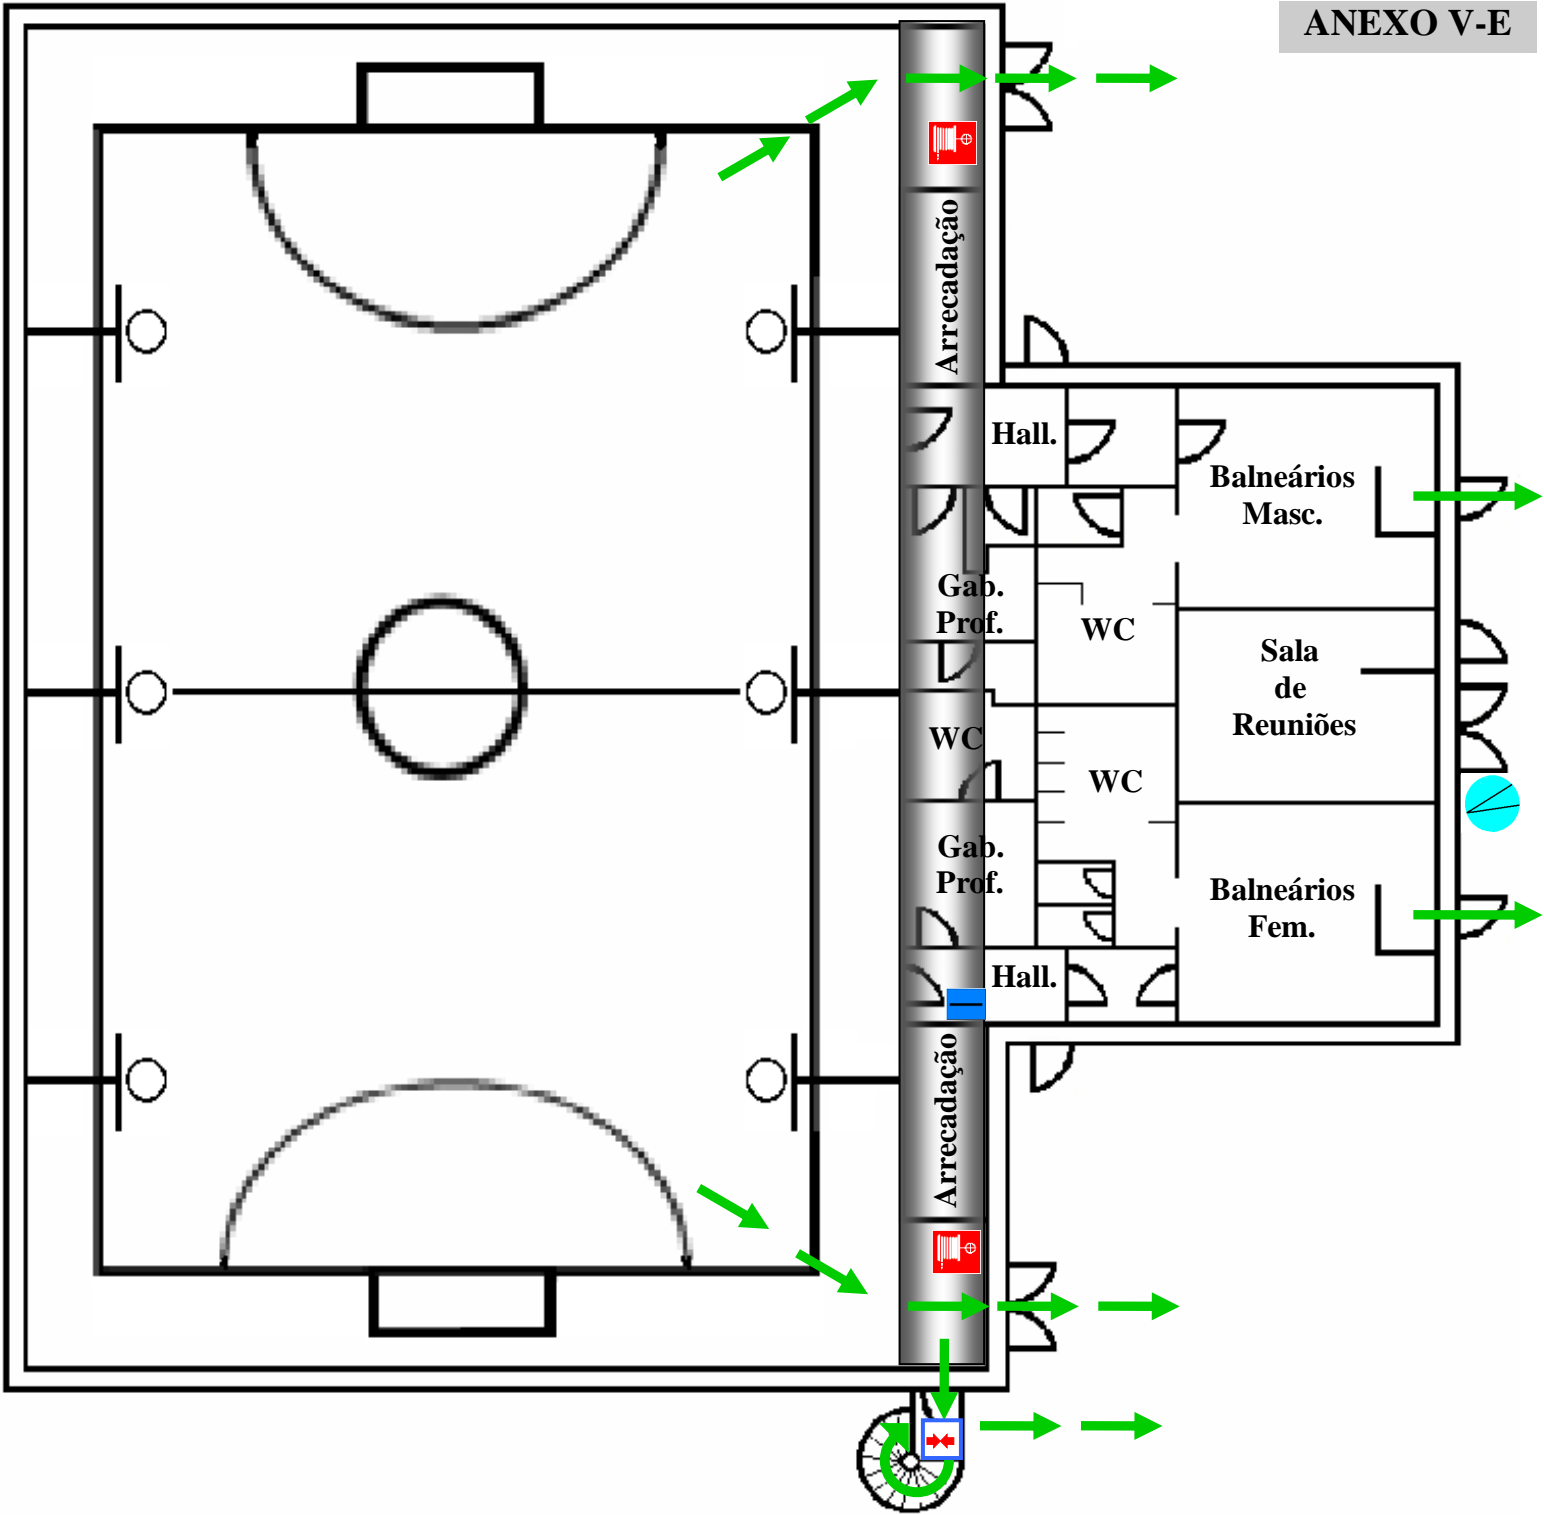 ANEXO V-E
Arrecadação
Hall.
Balneários
Masc.
Gab.
Prof.
WC
Sala
de
Reuniões
WC
WC
Gab.
Prof.
Balneários
Fem.
Hall.
Arrecadação